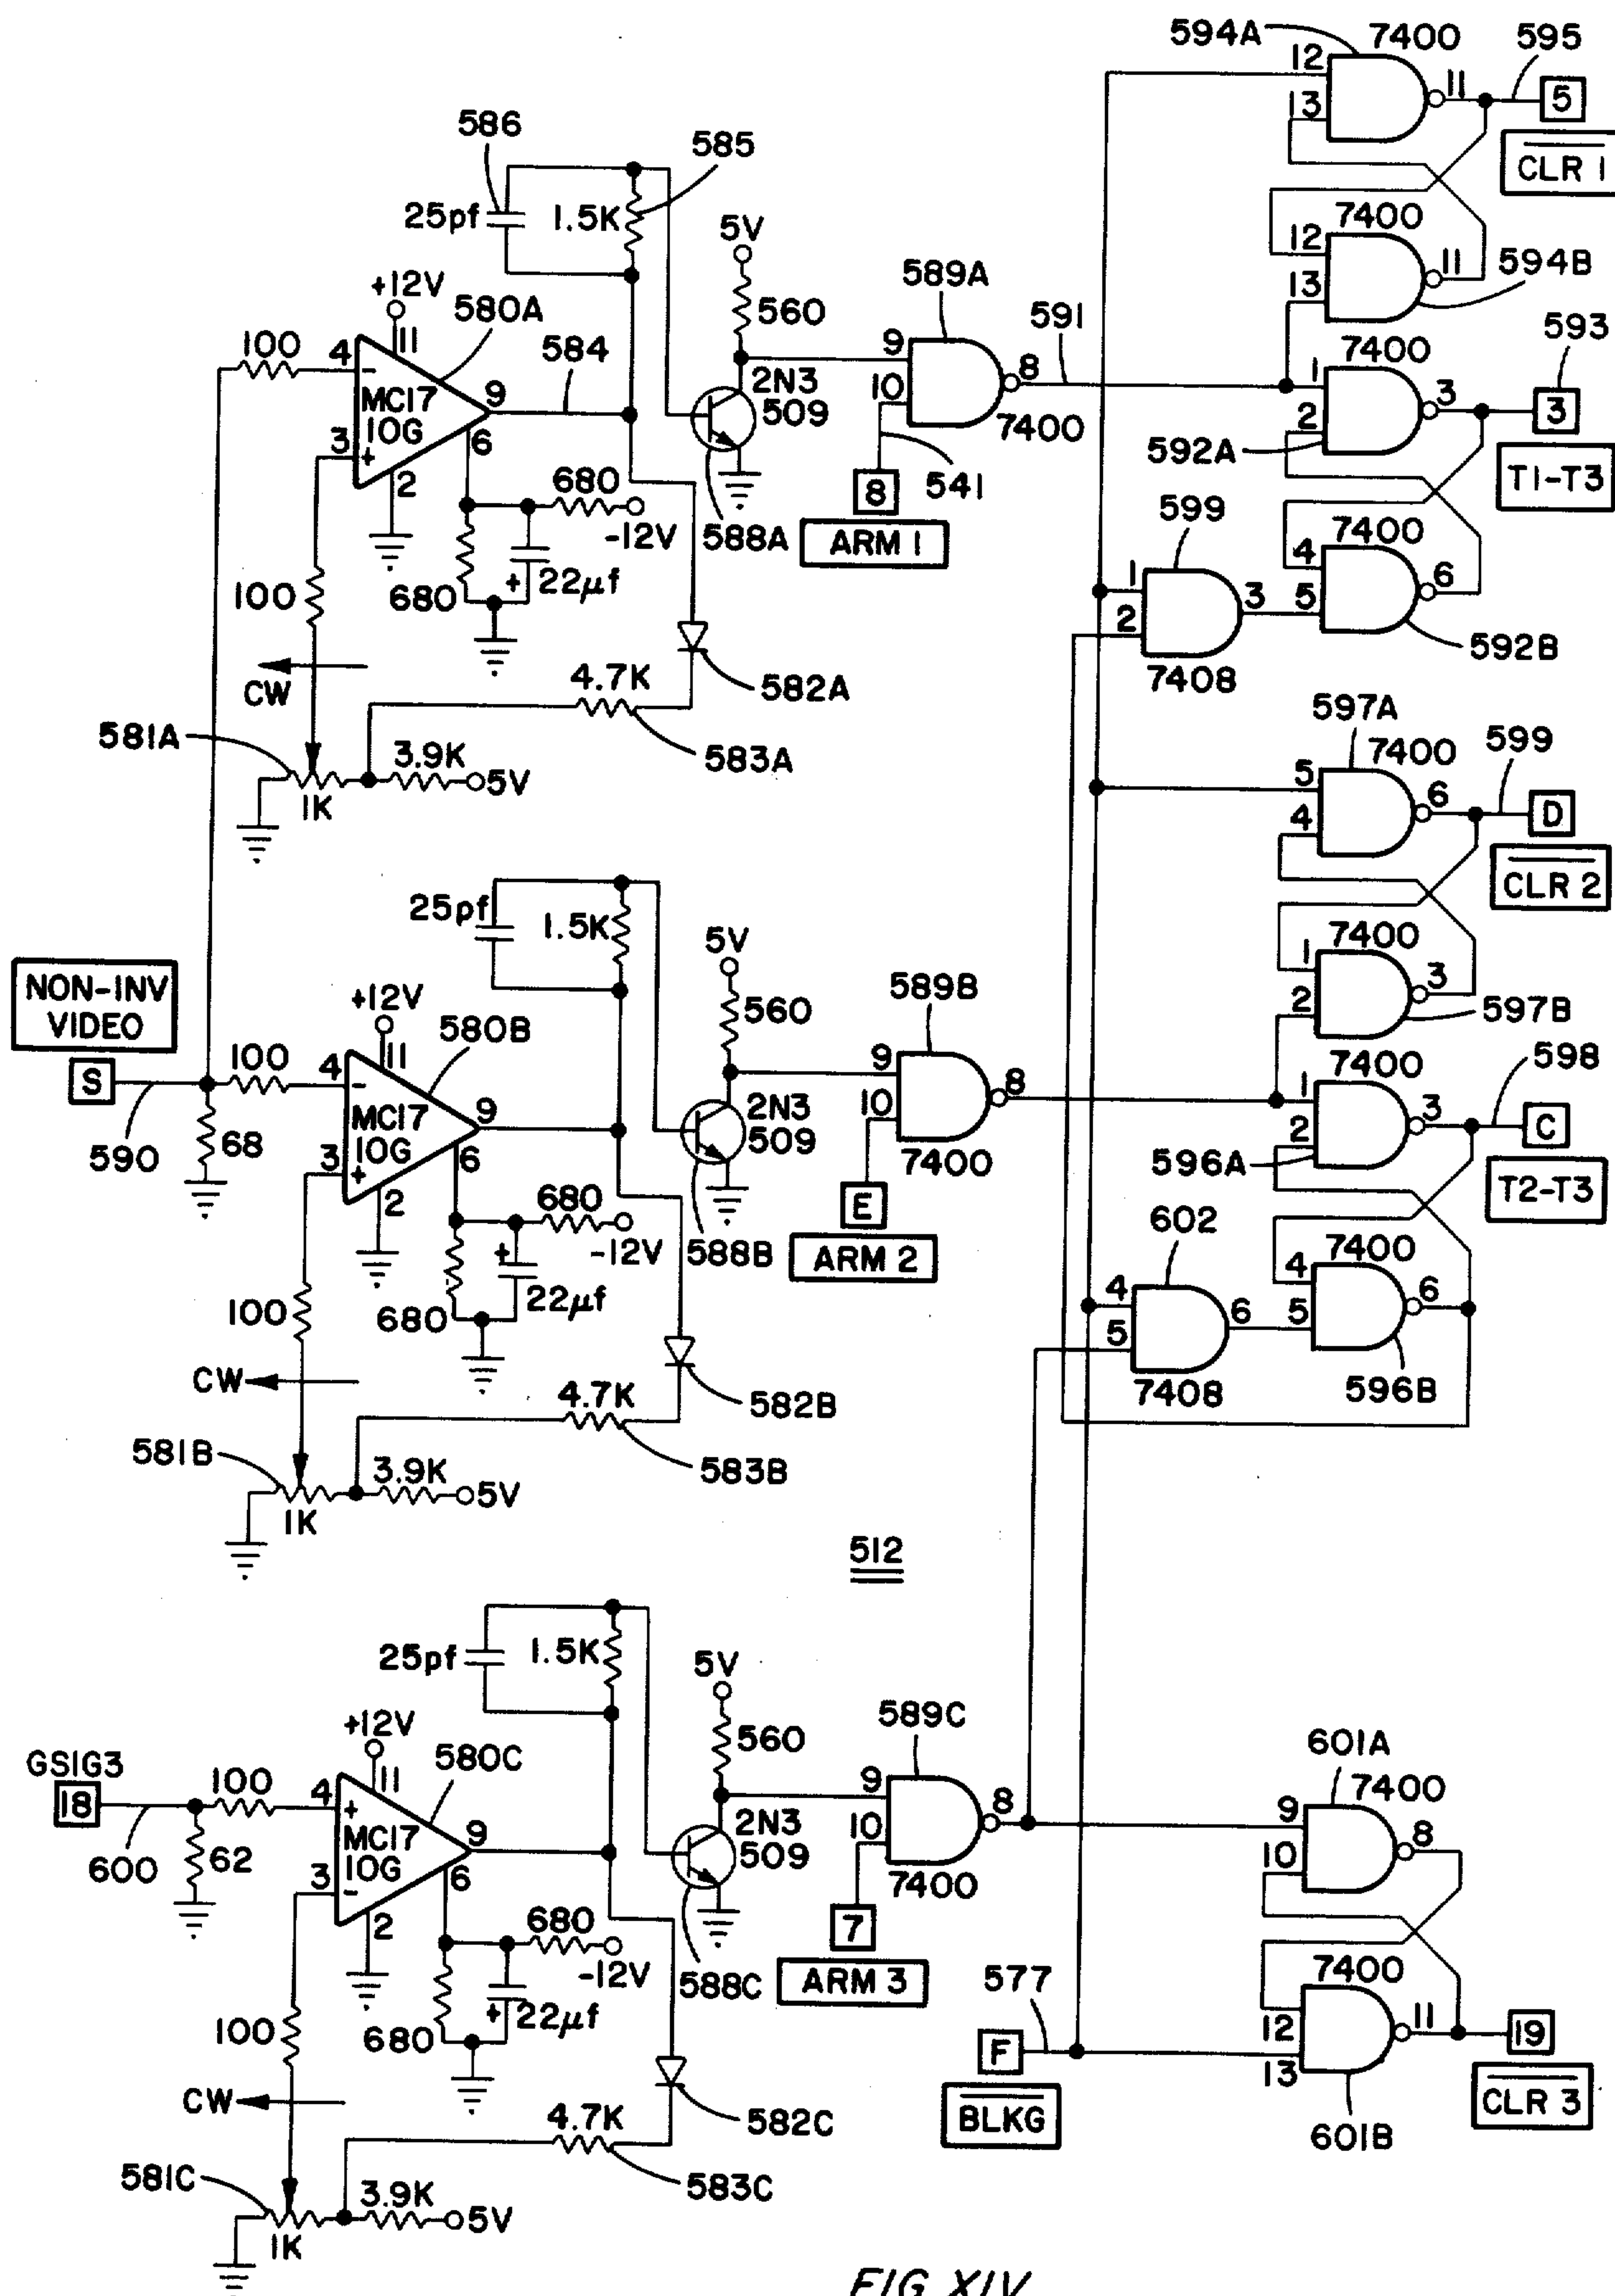 594A
7400
595
12
13
11
5
CLR 1
586
585
25pf
1.5K
7400
12
13
11
594B
5V
560
589A
591
593
+12V
580A
11
100
4
-
584
9
10
8
7400
1
2
3
3
592A
T1-T3
MC17
10G
9
2N3
509
7400
3
+
6
2
680
-12V
588A
8
541
ARM 1
599
7400
4
5
6
592B
100
680
+
22µf
1
2
3
7408
CW
4.7K
582A
581A
3.9K
5V
1K
583A
597A
7400
599
5
4
6
D
CLR 2
25pf
1.5K
5V
560
589B
7400
1
2
3
597B
NON-INV
VIDEO
S
590
68
+12V
580B
11
100
4
-
MC17
10G
9
2N3
509
9
10
8
7400
7400
598
1
2
3
C
596A
T2-T3
3
+
6
2
680
-12V
588B
E
ARM 2
602
7400
4
5
6
100
680
+
22µf
4
5
6
7408
596B
CW
4.7K
582B
581B
3.9K
5V
1K
583B
512
25pf
1.5K
5V
560
589C
601A
7400
GSIG3
18
600
62
+12V
580C
11
100
4
+
MC17
10G
9
2N3
509
9
10
8
7400
9
10
8
3
-
6
2
680
-12V
588C
7
ARM 3
577
7400
12
13
11
19
100
680
+
22µf
F
BLKG
CLR 3
601B
CW
4.7K
582C
581C
3.9K
5V
1K
583C
FIG XIV